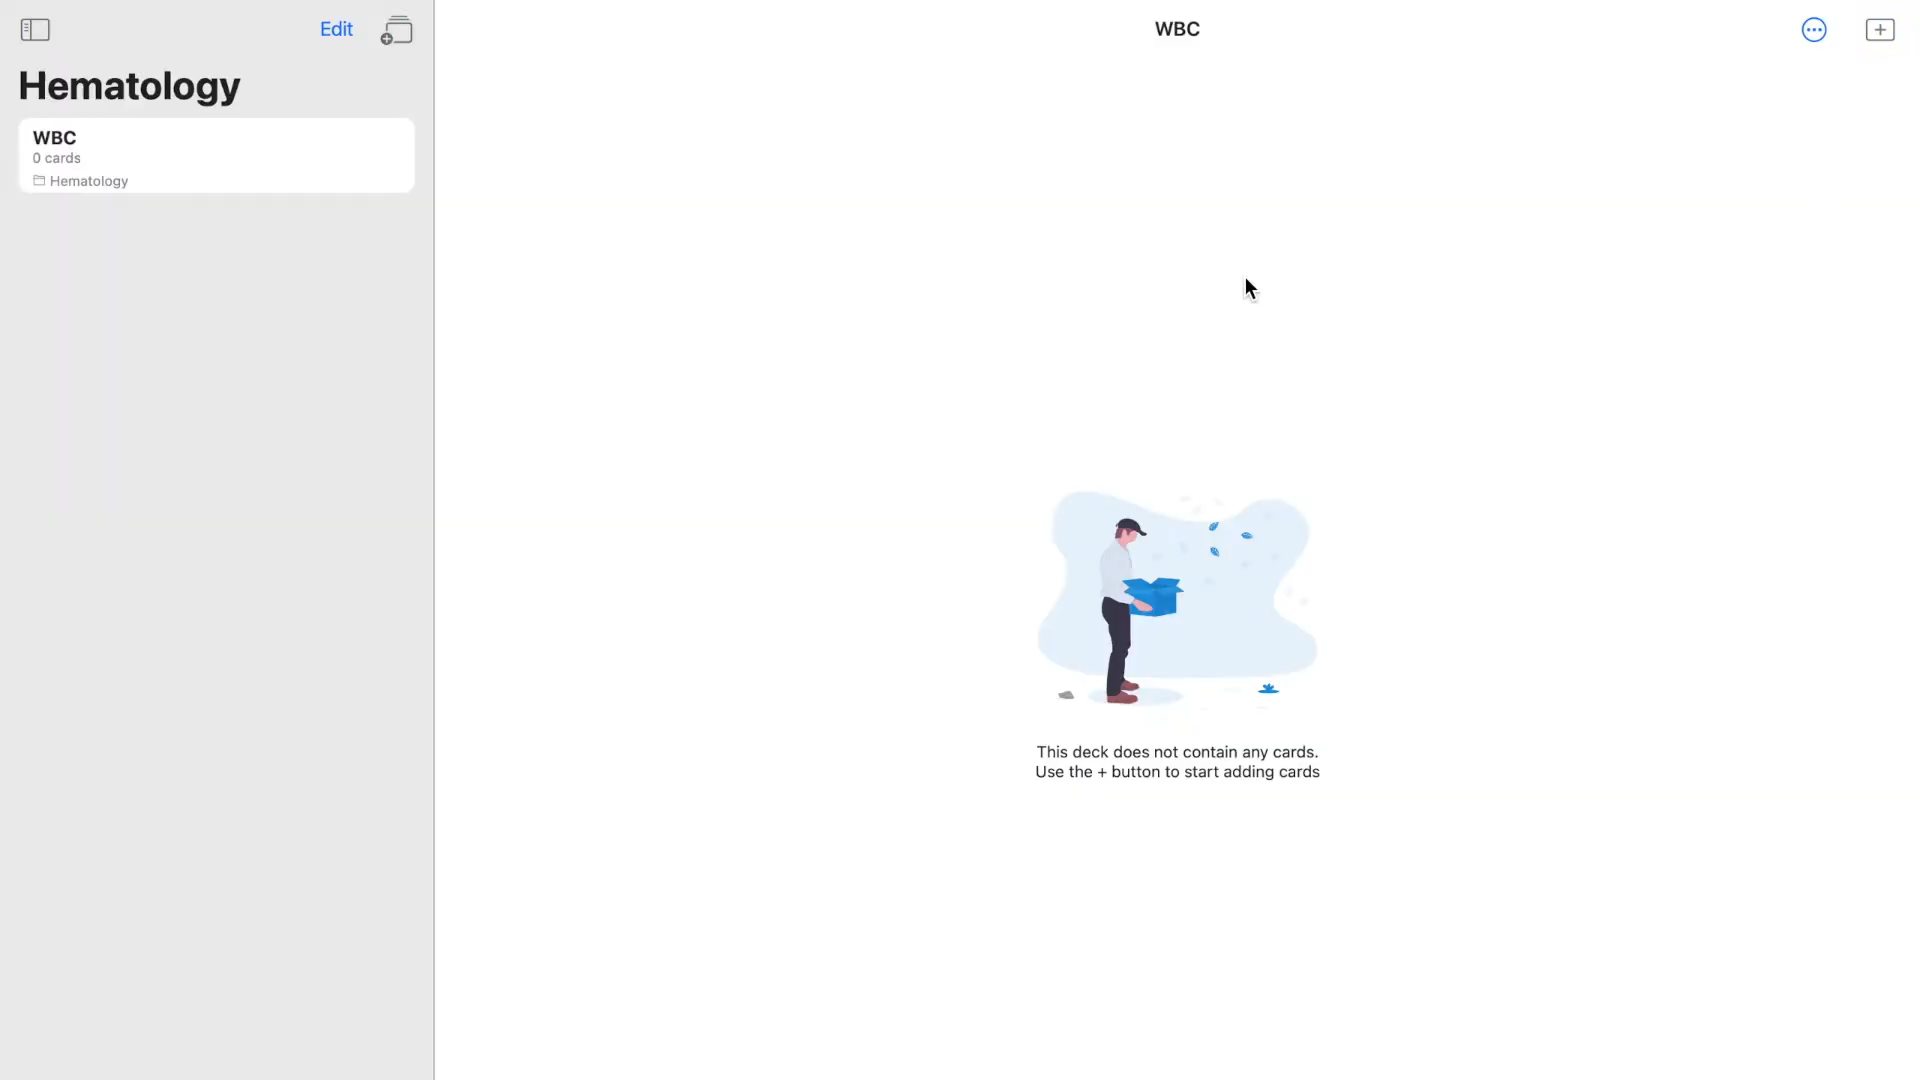 Edit
Hematology
WBC
0 cards
Hematology
WBC
This deck does not contain any cards.
Use the + button to start adding cards